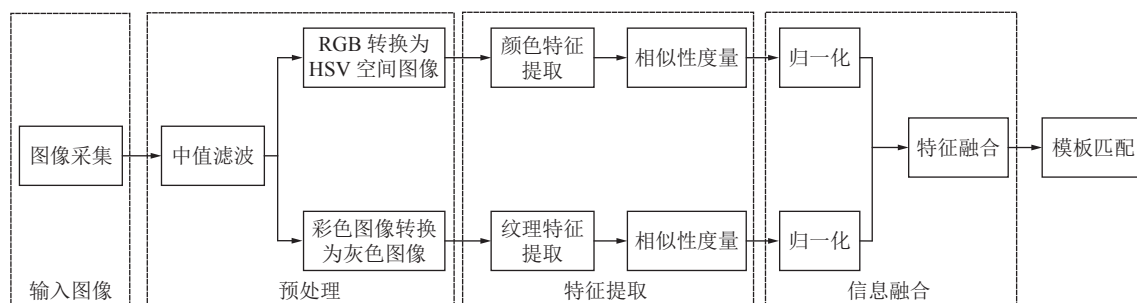 图像采集
输入图像
中值滤波
RGB 转换为
HSV 空间图像
彩色图像转换
为灰色图像
预处理
颜色特征
提取
相似性度量
纹理特征
提取
相似性度量
特征提取
归一化
归一化
特征融合
信息融合
模板匹配